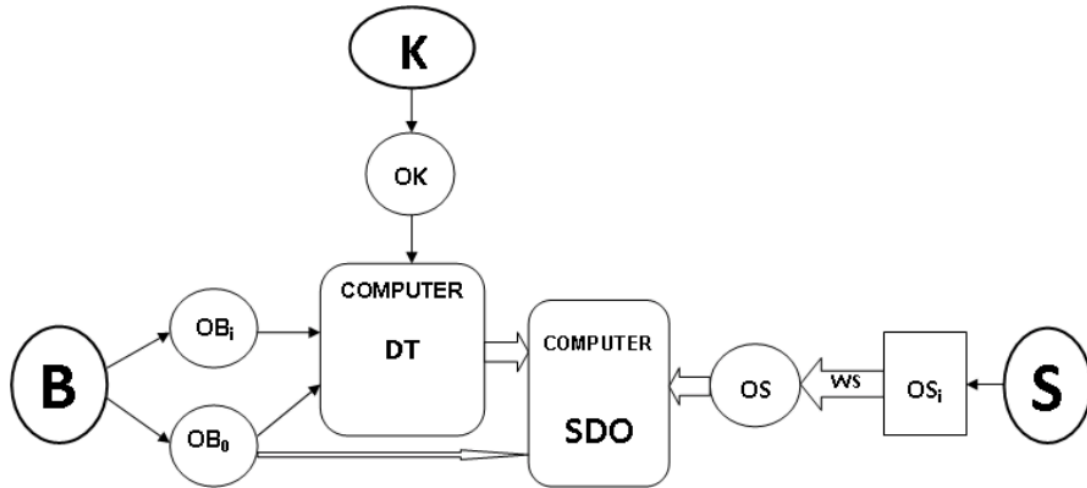 K
OK
COMPUTER
DT
OBᵢ
B
OB₀
COMPUTER
SDO
OS
WS
OSᵢ
S